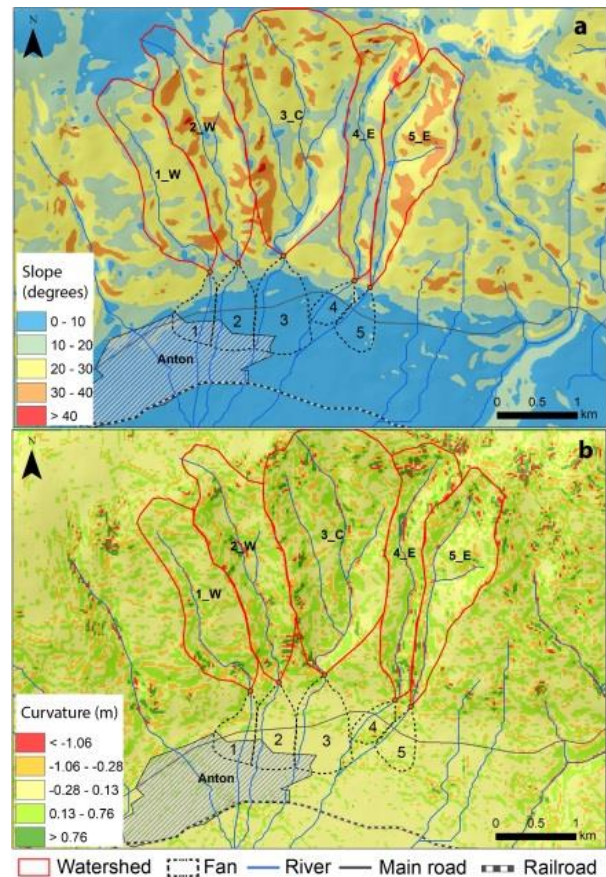 N
a
3_C
2_W
4_E
5_E
1_W
Slope
(degrees)
0 - 10
10 - 20
20 - 30
30 - 40
> 40
1
2
3
4
5
Anton
0 0.5 1
km
N
b
3_C
2_W
4_E
5_E
1_W
Curvature (m)
< -1.06
-1.06 - -0.28
-0.28 - 0.13
0.13 - 0.76
> 0.76
1
2
3
4
5
Anton
0 0.5 1
km
Watershed Fan River Main road Railroad